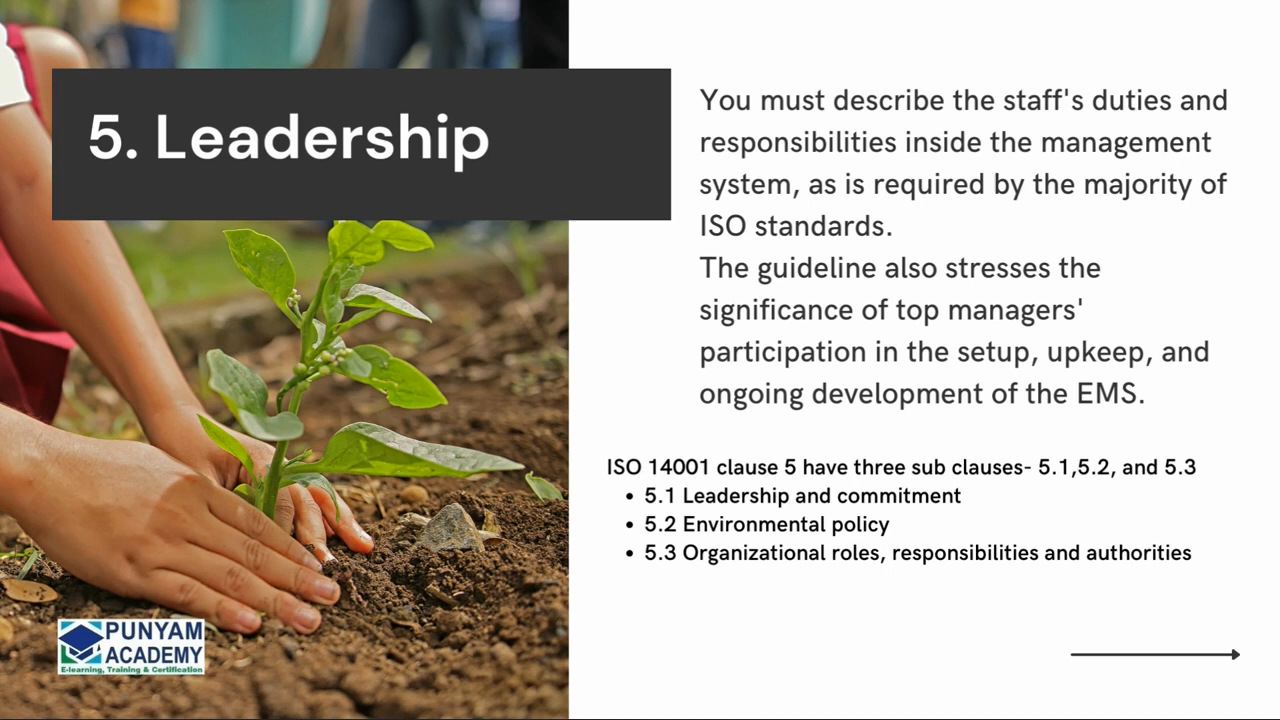 5. Leadership
You must describe the staff's duties and
responsibilities inside the management
system, as is required by the majority of
ISO standards.
The guideline also stresses the
significance of top managers'
participation in the setup, upkeep, and
ongoing development of the EMS.
ISO 14001 clause 5 have three sub clauses- 5.1,5.2, and 5.3
• 5.1 Leadership and commitment
• 5.2 Environmental policy
• 5.3 Organizational roles, responsibilities and authorities
PUNYAM
ACADEMY
E-learning, Training & Certification